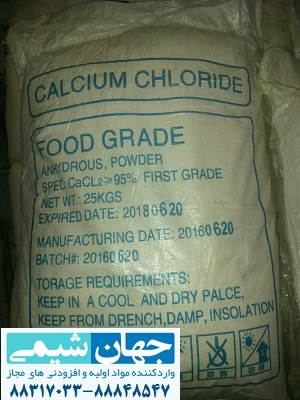 CALCIUM CHLORIDE
FOOD GRADE
ANHYDROUS, POWDER
SPEC.CaCL₂≥95% FIRST GRADE
NET WT.: 25KGS
EXPIRED DATE: 20180620
MANUFACTURING DATE: 20160620
BATCH#: 20160620
TORAGE REQUIREMENTS:
KEEP IN A COOL AND DRY PALCE,
KEEP FROM DRENCH,DAMP, INSOLATION
جهان شیمی
واردکننده مواد اولیه و افزودنی های مجاز
۸۸۳۱۷۰۳۳-۸۸۸۴۸۵۴۷